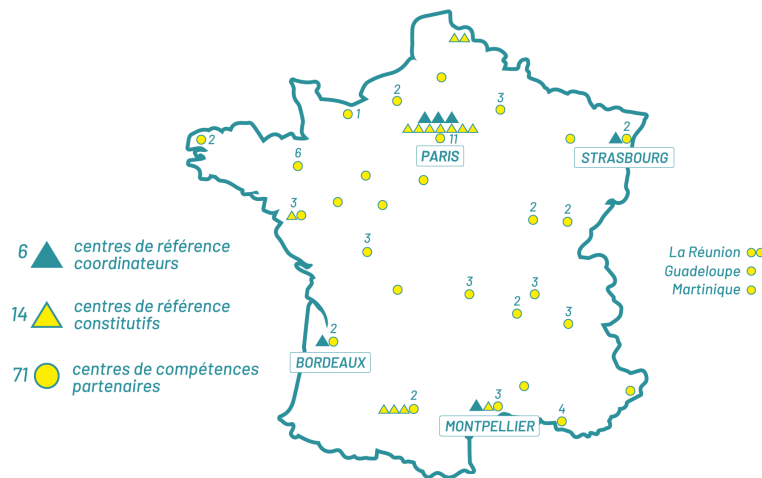 2
3
1
2
11
2
PARIS
STRASBOURG
6
3
2
2
3
6 centres de référence
coordinateurs
La Réunion
Guadeloupe
Martinique
14 centres de référence
constitutifs
3
3
2
3
2
BORDEAUX
71 centres de compétences
partenaires
2
3
4
MONTPELLIER